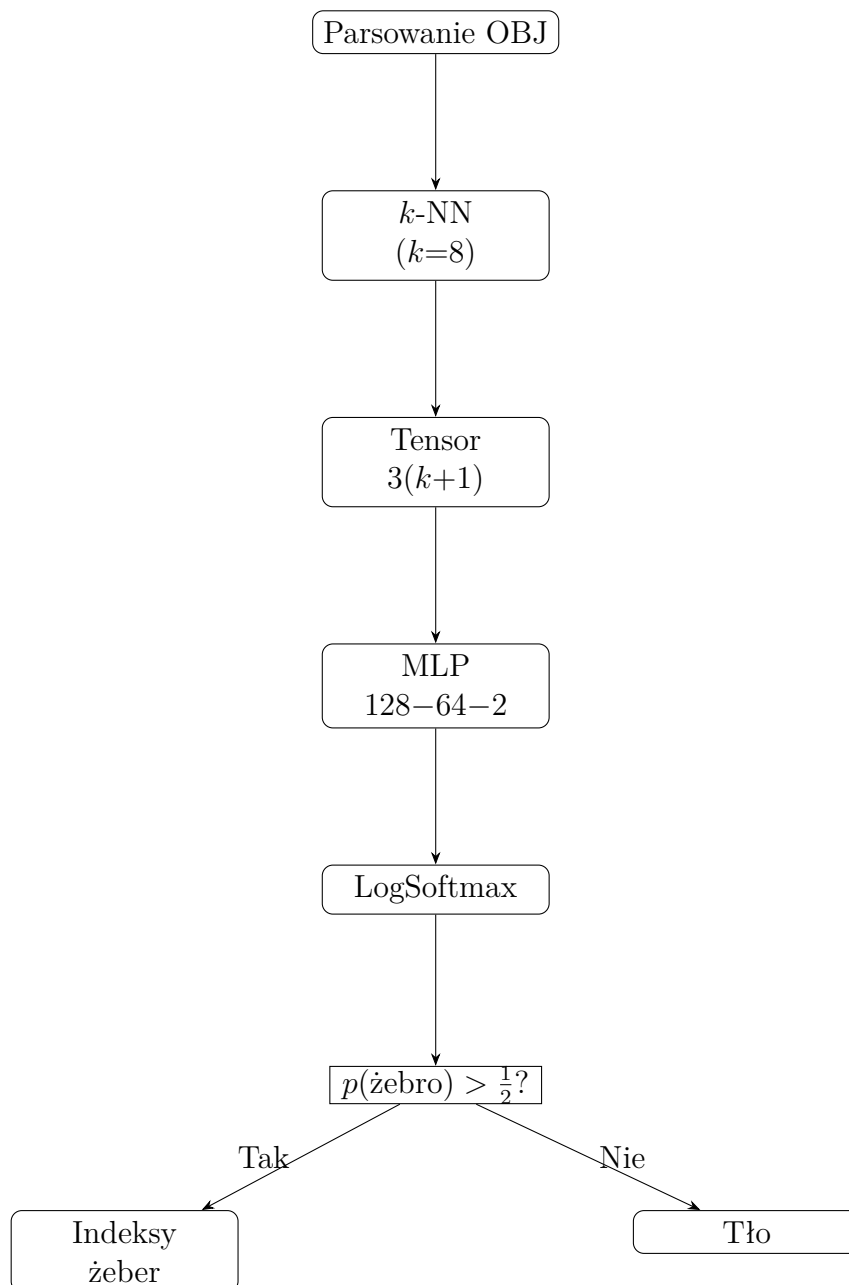 Parsowanie OBJ
k-NN
(k=8)
Tensor
3(k+1)
MLP
128−64−2
LogSoftmax
p(żebro) > 1/2?
Tak
Nie
Indeksy
żeber
Tło